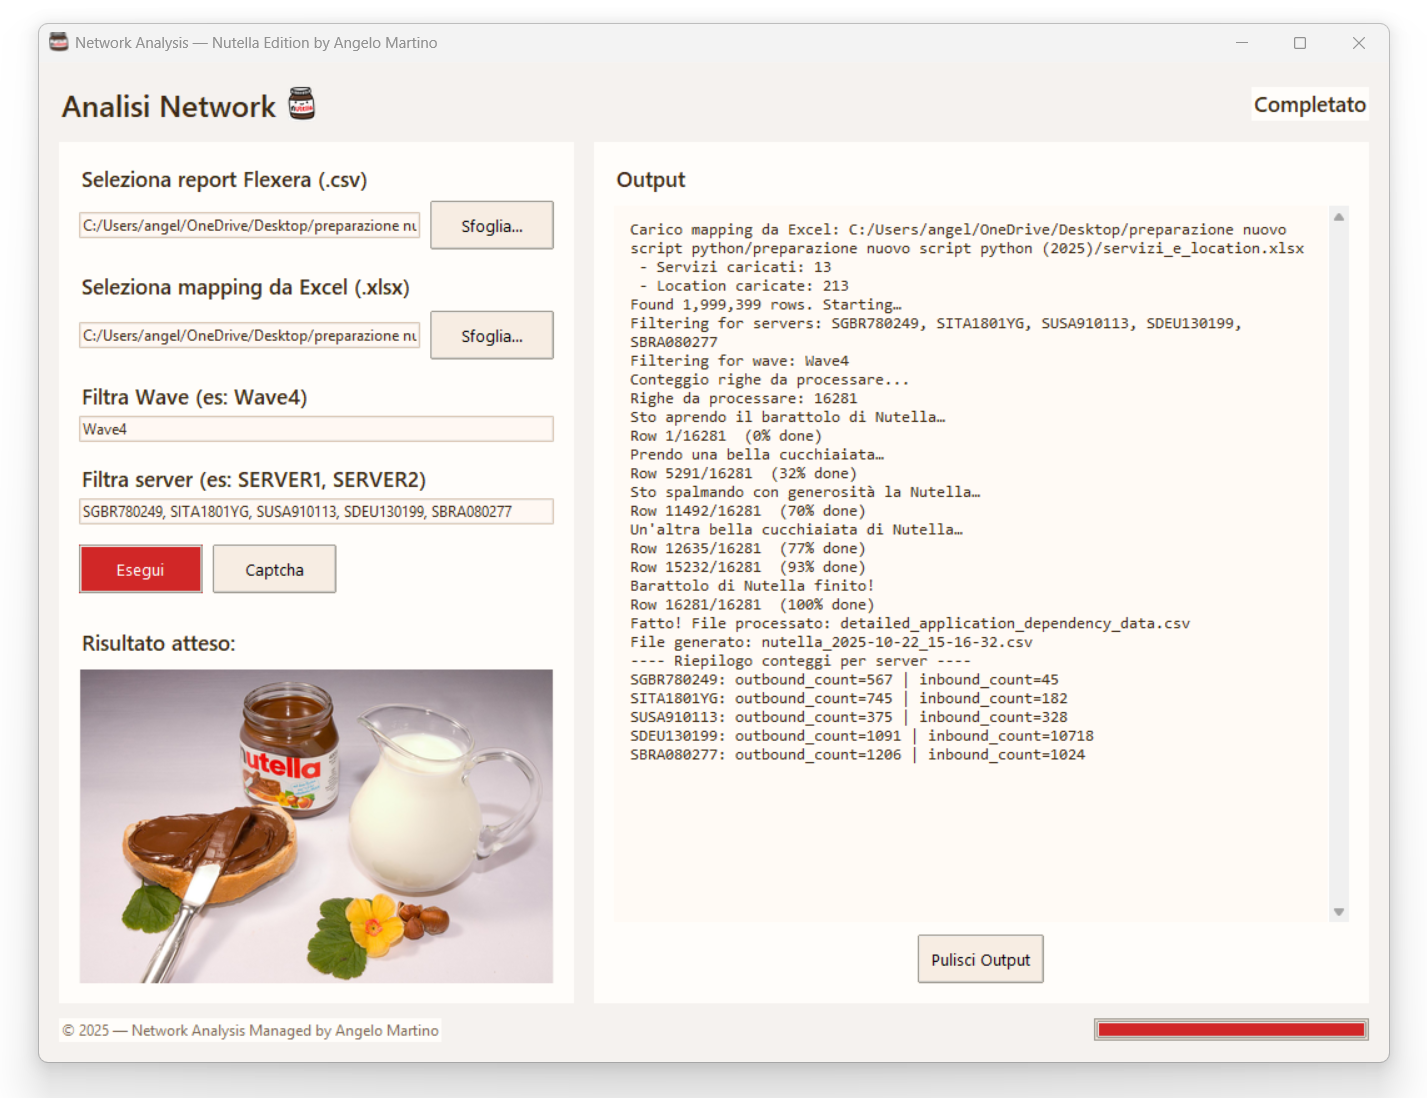 Network Analysis — Nutella Edition by Angelo Martino
Analisi Network
Completato
Seleziona report Flexera (.csv)
C:/Users/angel/OneDrive/Desktop/preparazione nu
Sfoglia...
Seleziona mapping da Excel (.xlsx)
C:/Users/angel/OneDrive/Desktop/preparazione nu
Sfoglia...
Filtra Wave (es: Wave4)
Wave4
Filtra server (es: SERVER1, SERVER2)
SGBR780249, SITA1801YG, SUSA910113, SDEU130199, SBRA080277
Esegui
Captcha
Risultato atteso:
nutella
Output
Carico mapping da Excel: C:/Users/angel/OneDrive/Desktop/preparazione nuovo
script python/preparazione nuovo script python (2025)/servizi_e_location.xlsx
- Servizi caricati: 13
- Location caricate: 213
Found 1,999,399 rows. Starting…
Filtering for servers: SGBR780249, SITA1801YG, SUSA910113, SDEU130199,
SBRA080277
Filtering for wave: Wave4
Conteggio righe da processare...
Righe da processare: 16281
Sto aprendo il barattolo di Nutella…
Row 1/16281  (0% done)
Prendo una bella cucchiaiata…
Row 5291/16281  (32% done)
Sto spalmando con generosità la Nutella…
Row 11492/16281  (70% done)
Un'altra bella cucchiaiata di Nutella…
Row 12635/16281  (77% done)
Row 15232/16281  (93% done)
Barattolo di Nutella finito!
Row 16281/16281  (100% done)
Fatto! File processato: detailed_application_dependency_data.csv
File generato: nutella_2025-10-22_15-16-32.csv
---- Riepilogo conteggi per server ----
SGBR780249: outbound_count=567 | inbound_count=45
SITA1801YG: outbound_count=745 | inbound_count=182
SUSA910113: outbound_count=375 | inbound_count=328
SDEU130199: outbound_count=1091 | inbound_count=10718
SBRA080277: outbound_count=1206 | inbound_count=1024
Pulisci Output
© 2025 — Network Analysis Managed by Angelo Martino